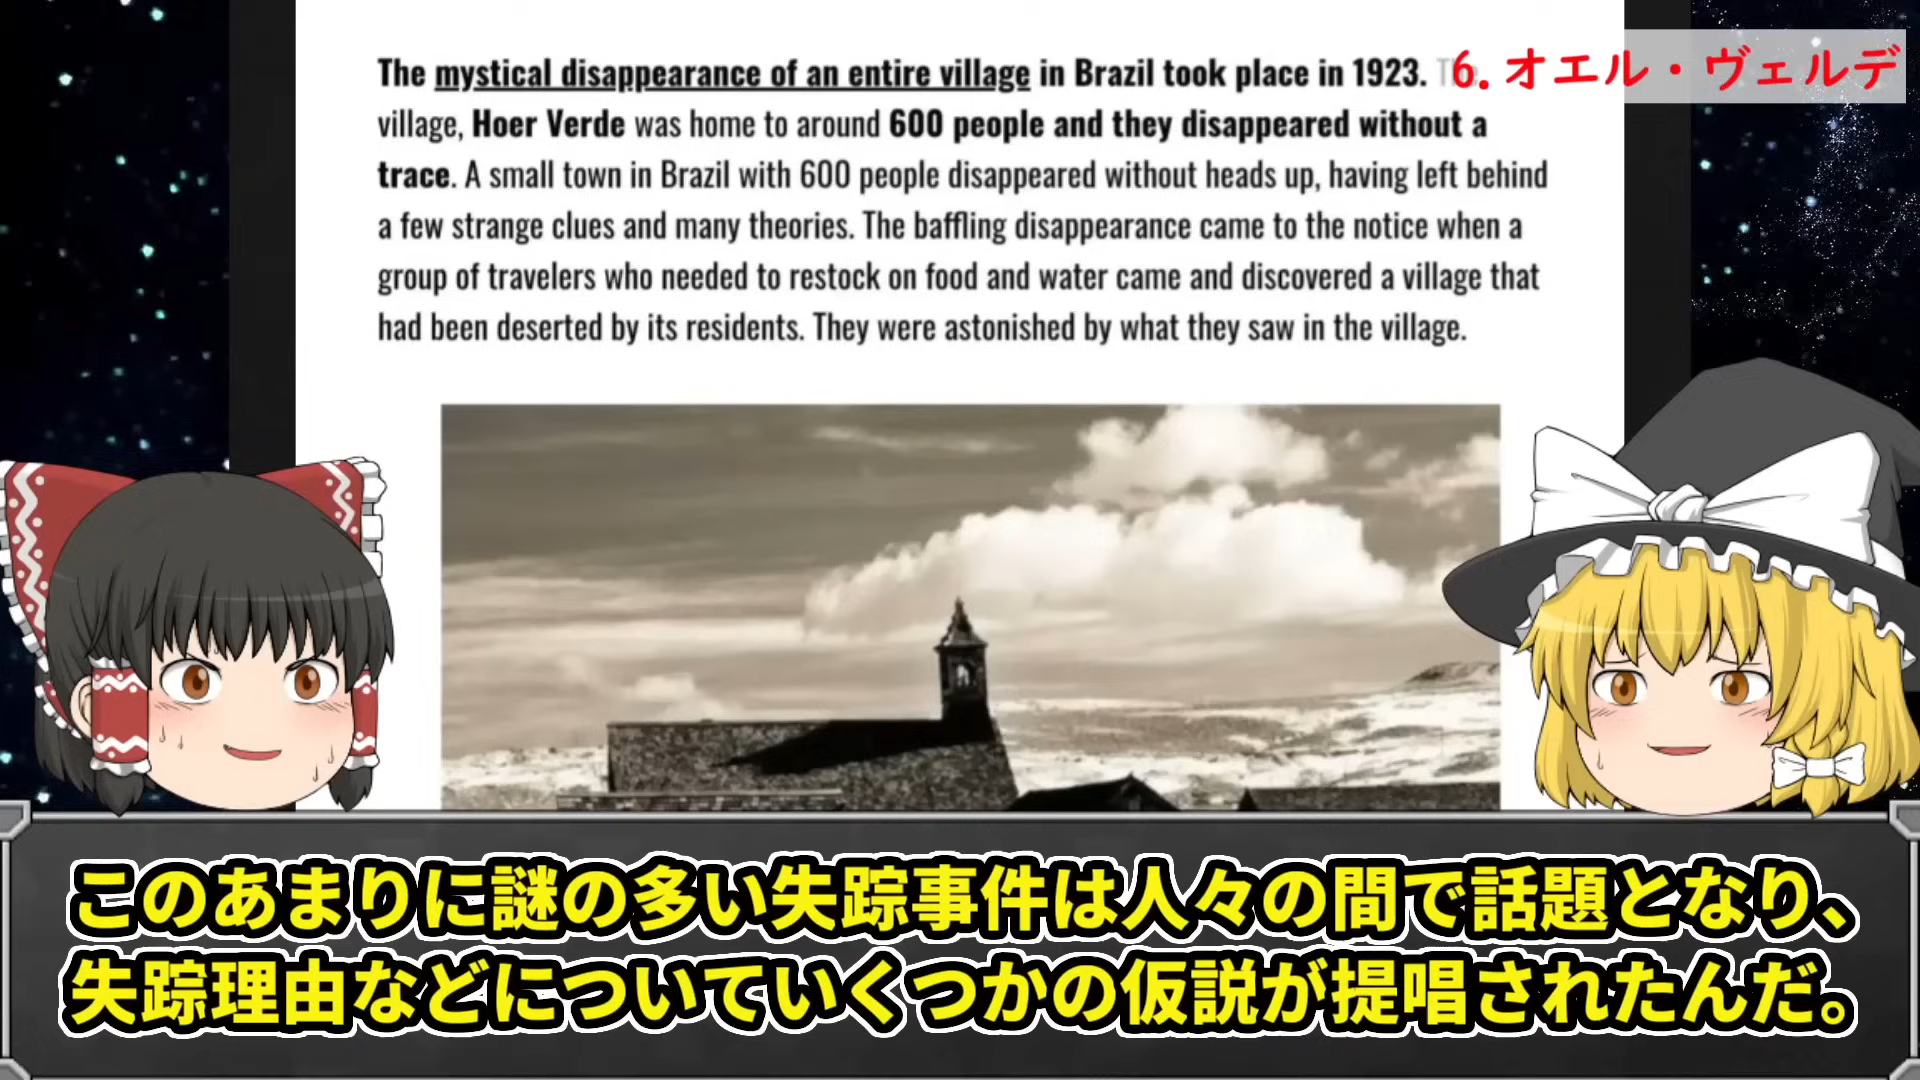 The mystical disappearance of an entire village in Brazil took place in 1923.
6. オエル・ヴェルデ
village, Hoer Verde was home to around 600 people and they disappeared without a
trace. A small town in Brazil with 600 people disappeared without heads up, having left behind
a few strange clues and many theories. The baffling disappearance came to the notice when a
group of travelers who needed to restock on food and water came and discovered a village that
had been deserted by its residents. They were astonished by what they saw in the village.
このあまりに謎の多い失踪事件は人々の間で話題となり、
失踪理由などについていくつかの仮説が提唱されたんだ。